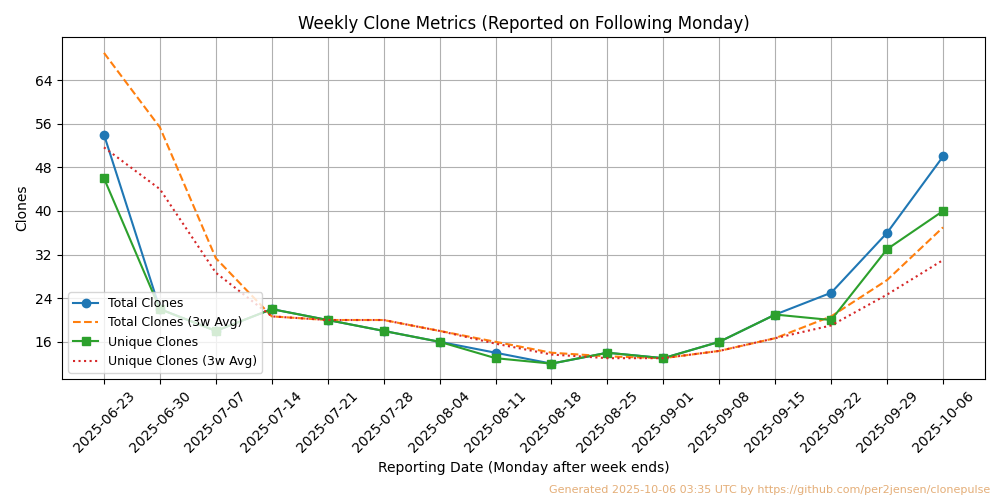 Weekly Clone Metrics (Reported on Following Monday)
Clones
64
56
48
40
32
24
16
Total Clones
Total Clones (3w Avg)
Unique Clones
Unique Clones (3w Avg)
2025-06-23
2025-06-30
2025-07-07
2025-07-14
2025-07-21
2025-07-28
2025-08-04
2025-08-11
2025-08-18
2025-08-25
2025-09-01
2025-09-08
2025-09-15
2025-09-22
2025-09-29
2025-10-06
Reporting Date (Monday after week ends)
Generated 2025-10-06 03:35 UTC by https://github.com/per2jensen/clonepulse